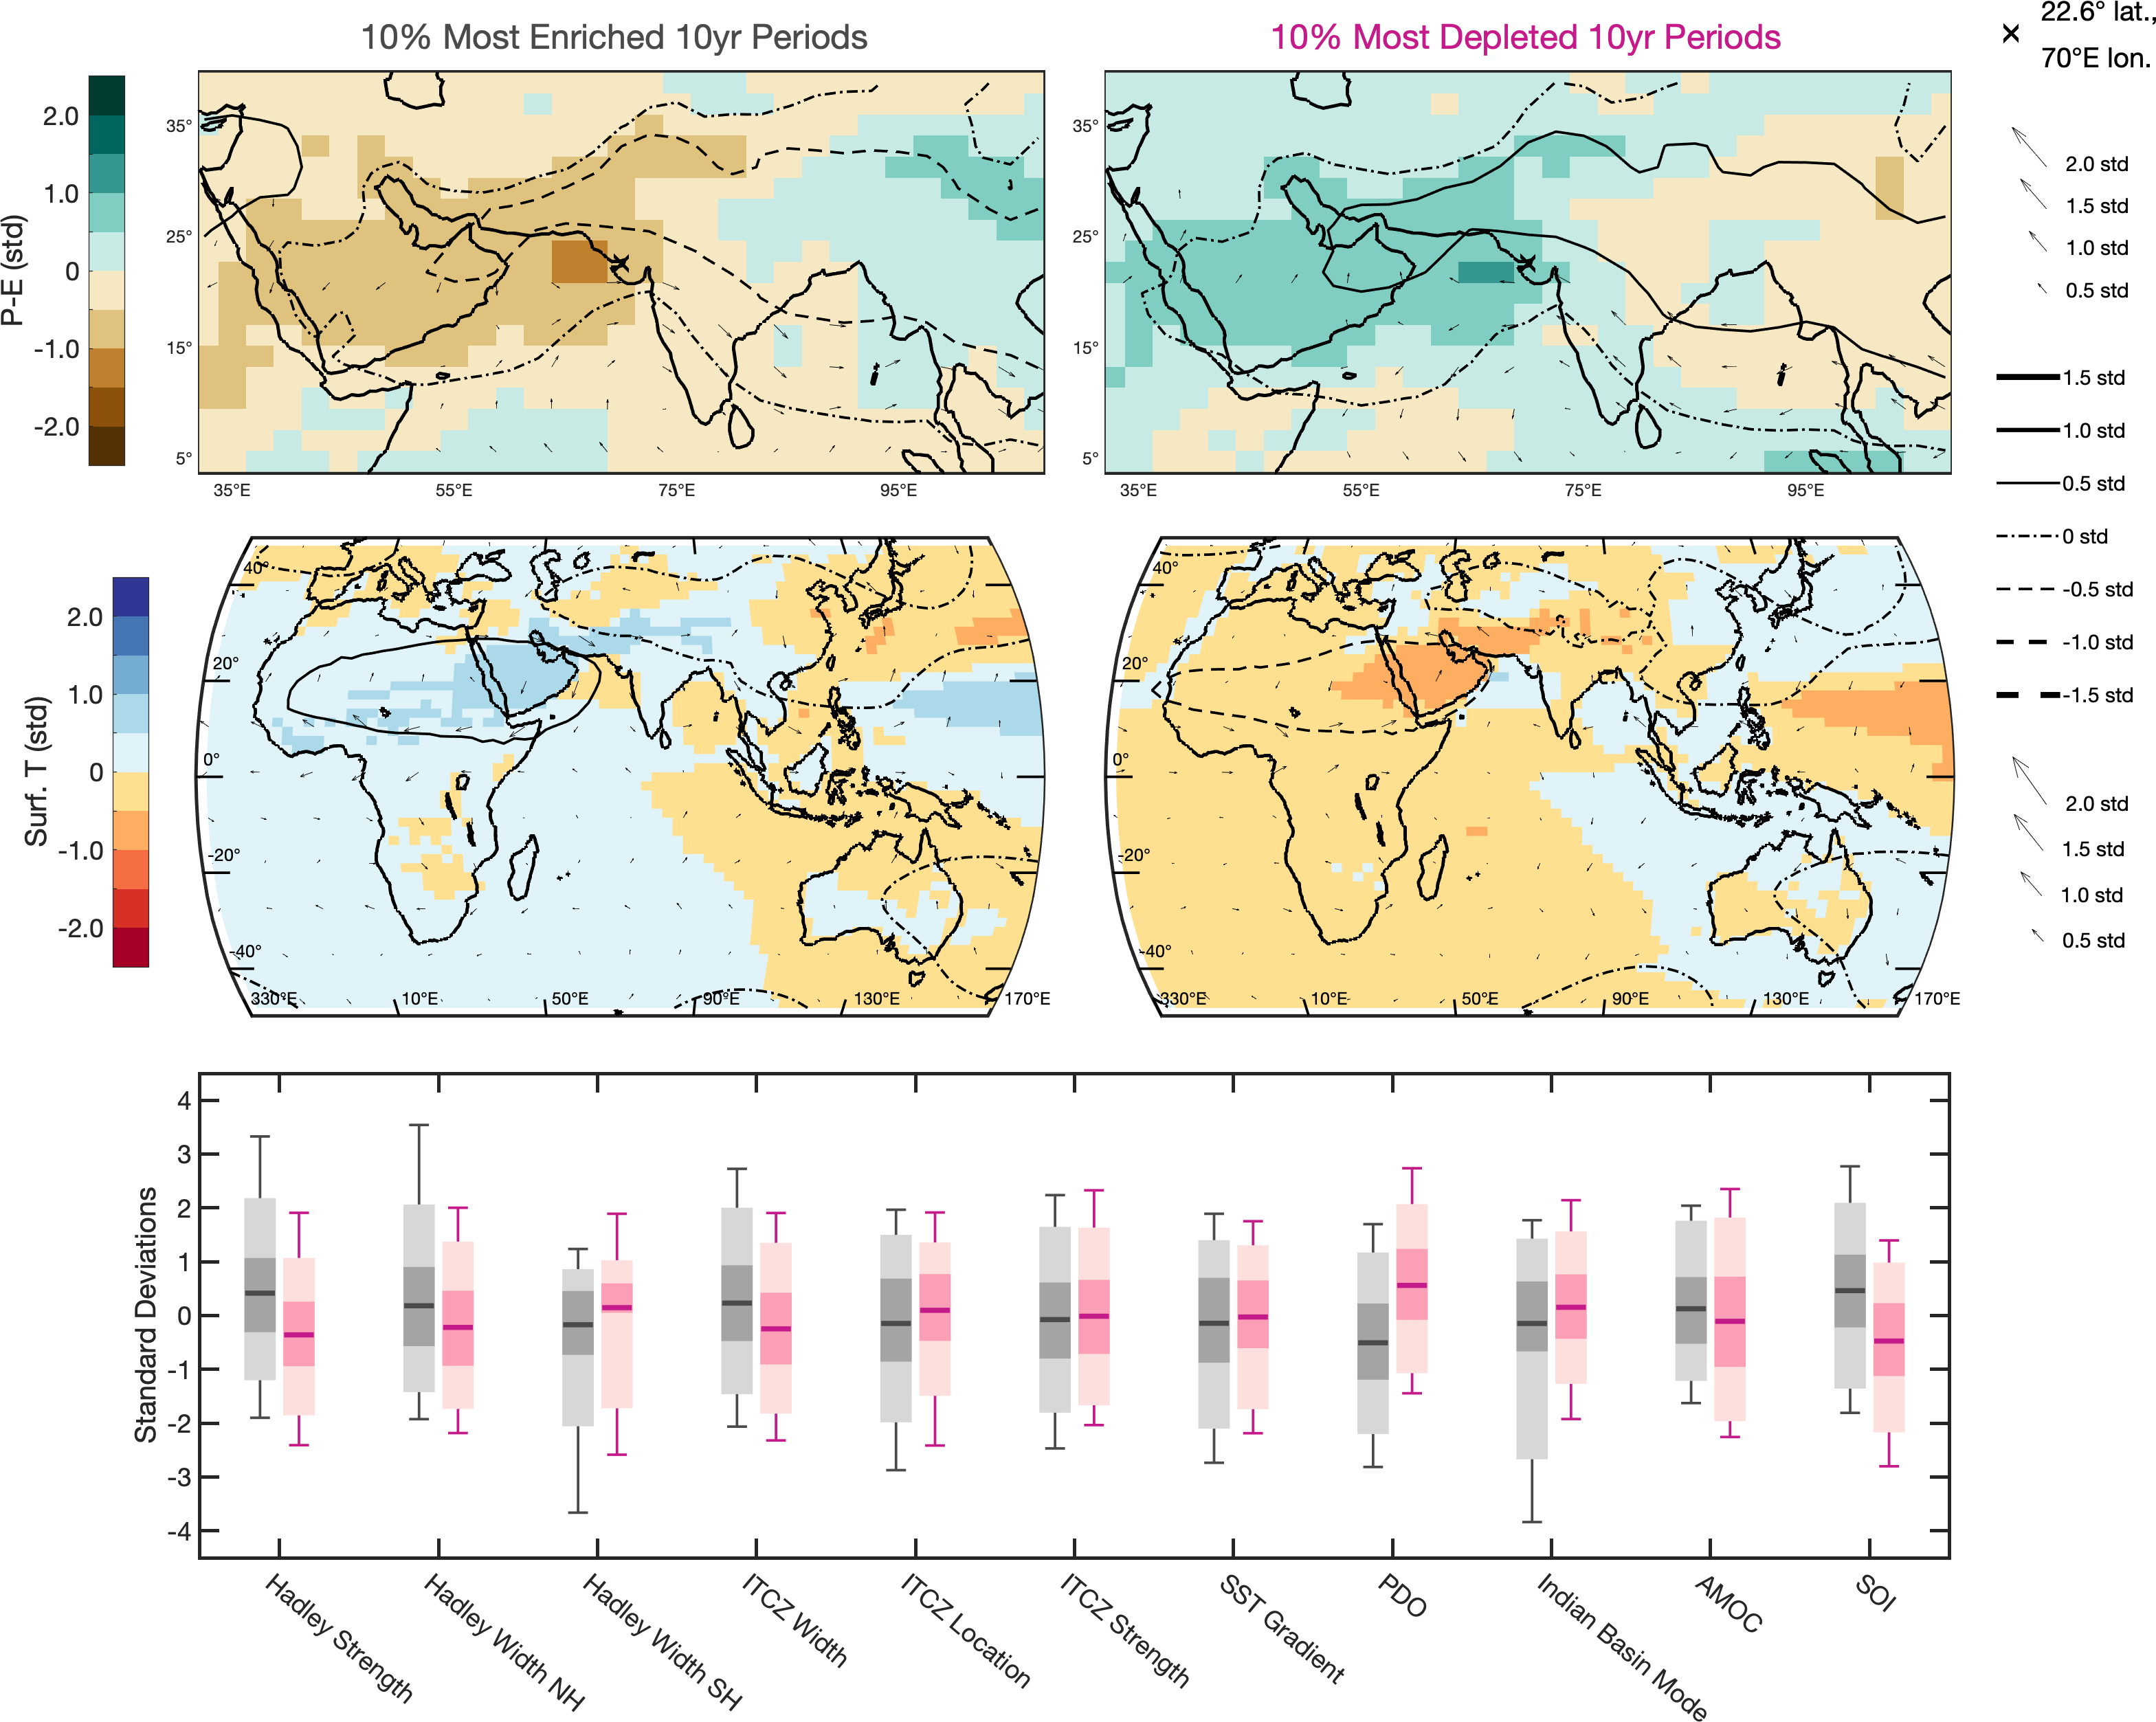 10% Most Enriched 10yr Periods
10% Most Depleted 10yr Periods
22.6° lat.,
70°E lon.
P-E (std)
2.0
1.0
0
-1.0
-2.0
35°
25°
15°
5°
35°E
55°E
75°E
95°E
35°
25°
15°
5°
35°E
55°E
75°E
95°E
2.0 std
1.5 std
1.0 std
0.5 std
1.5 std
1.0 std
0.5 std
0 std
-0.5 std
-1.0 std
-1.5 std
Surf. T (std)
2.0
1.0
0
-1.0
-2.0
40°
20°
0°
-20°
-40°
330°E
10°E
50°E
90°E
130°E
170°E
40°
20°
0°
-20°
-40°
330°E
10°E
50°E
90°E
130°E
170°E
2.0 std
1.5 std
1.0 std
0.5 std
Standard Deviations
4
3
2
1
0
-1
-2
-3
-4
Hadley Strength
Hadley Width NH
Hadley Width SH
ITCZ Width
ITCZ Location
ITCZ Strength
SST Gradient
PDO
Indian Basin Mode
AMOC
SOI